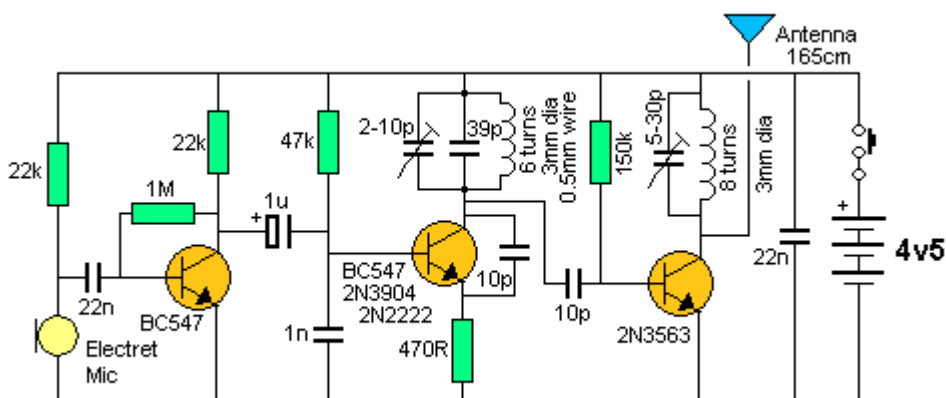 Antenna
165cm
22k
1M
22n
Electret
Mic
22k
BC547
+
1u
47k
1n
2-10p
39p
6 turns
3mm dia
0.5mm wire
BC547
2N3904
2N2222
10p
470R
10p
150k
5-30p
8 turns
3mm dia
2N3563
22n
+
4v5